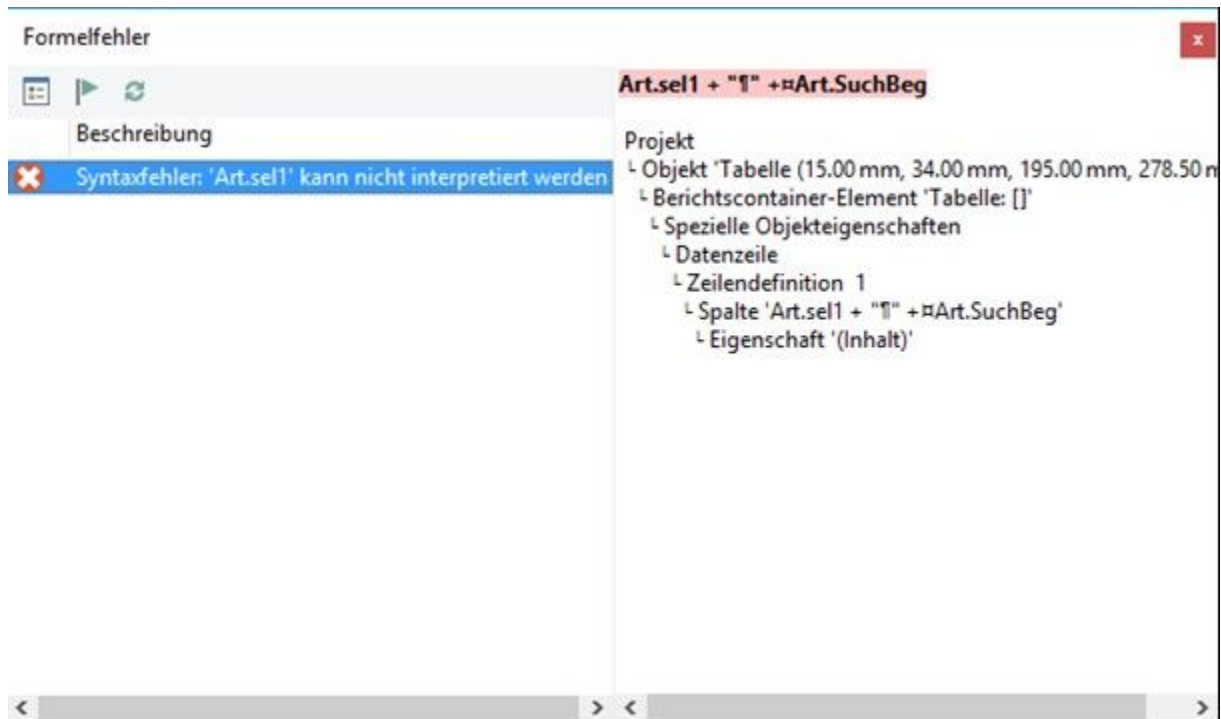 Formelfehler
x
Art.sel1 + "¶" +¤Art.SuchBeg
Beschreibung
Syntaxfehler: 'Art.sel1' kann nicht interpretiert werden
Projekt
└ Objekt 'Tabelle (15.00 mm, 34.00 mm, 195.00 mm, 278.50 m
└ Berichtscontainer-Element 'Tabelle: []'
└ Spezielle Objekteigenschaften
└ Datenzeile
└ Zeilendefinition 1
└ Spalte 'Art.sel1 + "¶" +¤Art.SuchBeg'
└ Eigenschaft '(Inhalt)'